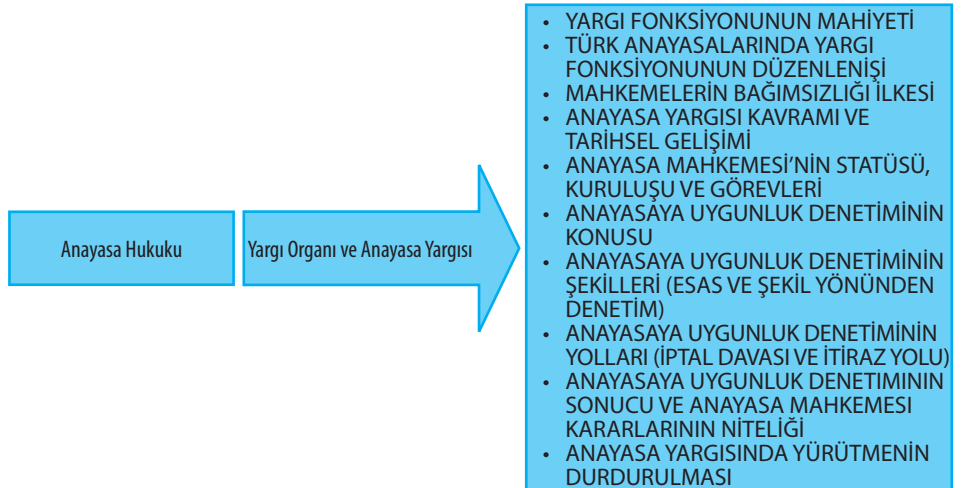 Anayasa Hukuku
Yargı Organı ve Anayasa Yargısı
• YARGI FONKSİYONUNUN MAHİYETİ
• TÜRK ANAYASALARINDA YARGI
FONKSİYONUNUN DÜZENLENİŞİ
• MAHKEMELERİN BAĞIMSIZLIĞI İLKESİ
• ANAYASA YARGISI KAVRAMI VE
TARİHSEL GELİŞİMİ
• ANAYASA MAHKEMESİ’NİN STATÜSÜ,
KURULUŞU VE GÖREVLERİ
• ANAYASAYA UYGUNLUK DENETİMİNİN
KONUSU
• ANAYASAYA UYGUNLUK DENETİMİNİN
ŞEKİLLERİ (ESAS VE ŞEKİL YÖNÜNDEN
DENETİM)
• ANAYASAYA UYGUNLUK DENETİMİNİN
YOLLARI (İPTAL DAVASI VE İTİRAZ YOLU)
• ANAYASAYA UYGUNLUK DENETIMININ
SONUCU VE ANAYASA MAHKEMESI
KARARLARININ NİTELİĞİ
• ANAYASA YARGISINDA YÜRÜTMENİN
DURDURULMASI